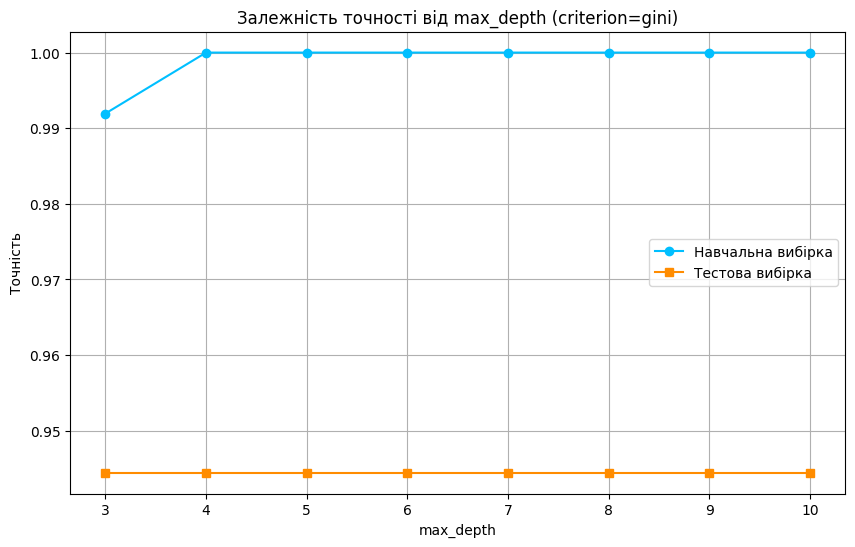 Залежність точності від max_depth (criterion=gini)
1.00
0.99
0.98
0.97
0.96
0.95
Точність
Навчальна вибірка
Тестова вибірка
3 4 5 6 7 8 9 10
max_depth